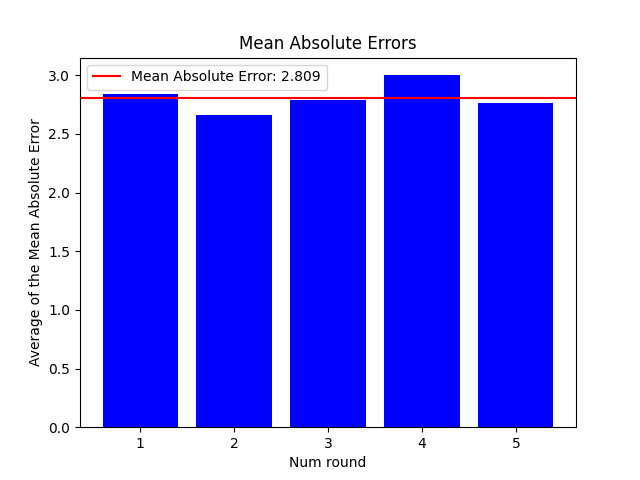 Mean Absolute Errors
Mean Absolute Error: 2.809
Average of the Mean Absolute Error
3.0
2.5
2.0
1.5
1.0
0.5
0.0
1 2 3 4 5
Num round